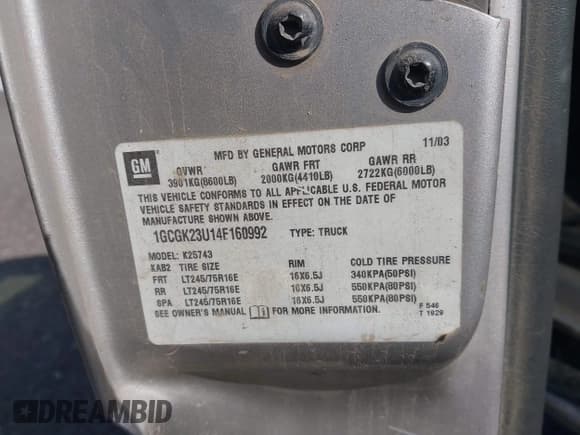 GM
MFD BY GENERAL MOTORS CORP 11/03
GVWR GAWR FRT GAWR RR
3901KG(8600LB) 2000KG(4410LB) 2722KG(6000LB)
THIS VEHICLE CONFORMS TO ALL APPLICABLE U.S. FEDERAL MOTOR
VEHICLE SAFETY STANDARDS IN EFFECT ON THE DATE OF
MANUFACTURE SHOWN ABOVE.
1GCGK23U14F160992 TYPE: TRUCK
MODEL: K25743
KAB2 TIRE SIZE RIM COLD TIRE PRESSURE
FRT LT245/75R16E 16X6.5J 340KPA(50PSI)
RR LT245/75R16E 16X6.5J 550KPA(80PSI)
SPA LT245/75R16E 16X6.5J 550KPA(80PSI)
SEE OWNER'S MANUAL FOR MORE INFORMATION.
F 546
T 1929
DREAMBID